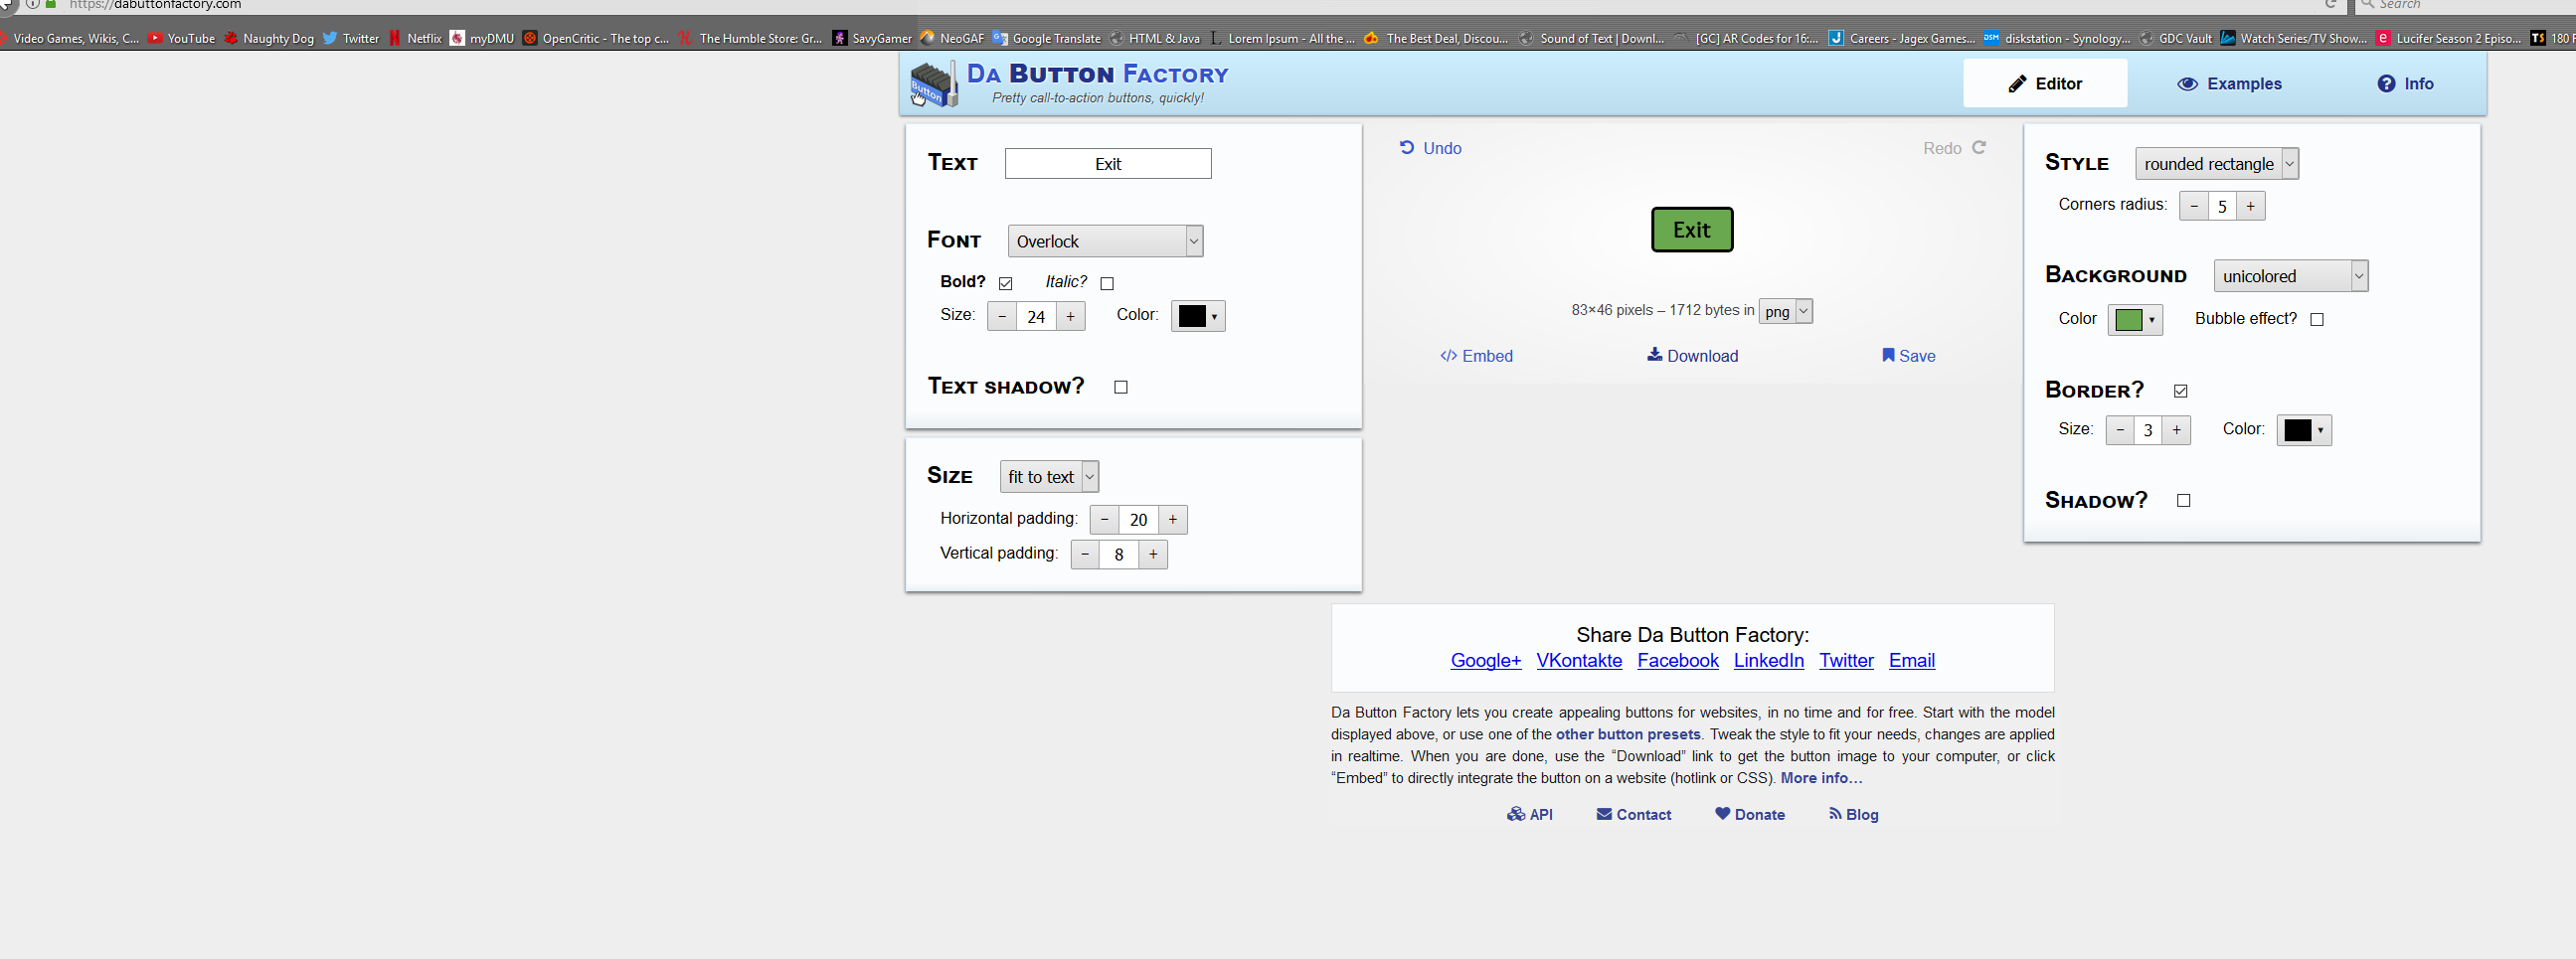 https://dabuttonfactory.com
Search
Video Games, Wikis, C... YouTube Naughty Dog Twitter Netflix myDMU OpenCritic - The top c... The Humble Store: Gr... SavyGamer NeoGAF Google Translate HTML & Java Lorem Ipsum - All the ... The Best Deal, Discou... Sound of Text | Downl... [GC] AR Codes for 16:... Careers - Jagex Games... diskstation - Synology... GDC Vault Watch Series/TV Show... Lucifer Season 2 Episo... 180 F
Da Button Factory
Pretty call-to-action buttons, quickly!
Button
Editor Examples Info
Text Exit
Font Overlock
Bold? Italic?
Size: − 24 + Color:
Text shadow?
Size fit to text
Horizontal padding: − 20 +
Vertical padding: − 8 +
Undo Redo
Exit
83×46 pixels – 1712 bytes in png
Embed Download Save
Style rounded rectangle
Corners radius: − 5 +
Background unicolored
Color Bubble effect?
Border?
Size: − 3 + Color:
Shadow?
Share Da Button Factory:
Google+ VKontakte Facebook LinkedIn Twitter Email
Da Button Factory lets you create appealing buttons for websites, in no time and for free. Start with the model
displayed above, or use one of the other button presets. Tweak the style to fit your needs, changes are applied
in realtime. When you are done, use the “Download” link to get the button image to your computer, or click
“Embed” to directly integrate the button on a website (hotlink or CSS). More info…
API Contact Donate Blog